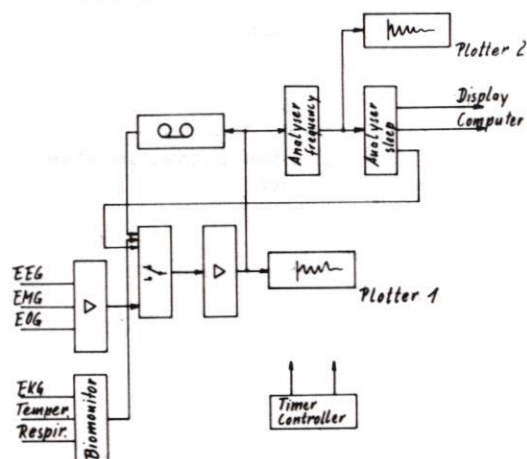 Plotter 2
Display
Computer
Analyser
frequency
Analyser
sleep
EEG
EMG
EOG
Plotter 1
EKG
Temper.
Respir.
Biomonitor
Timer
Controller